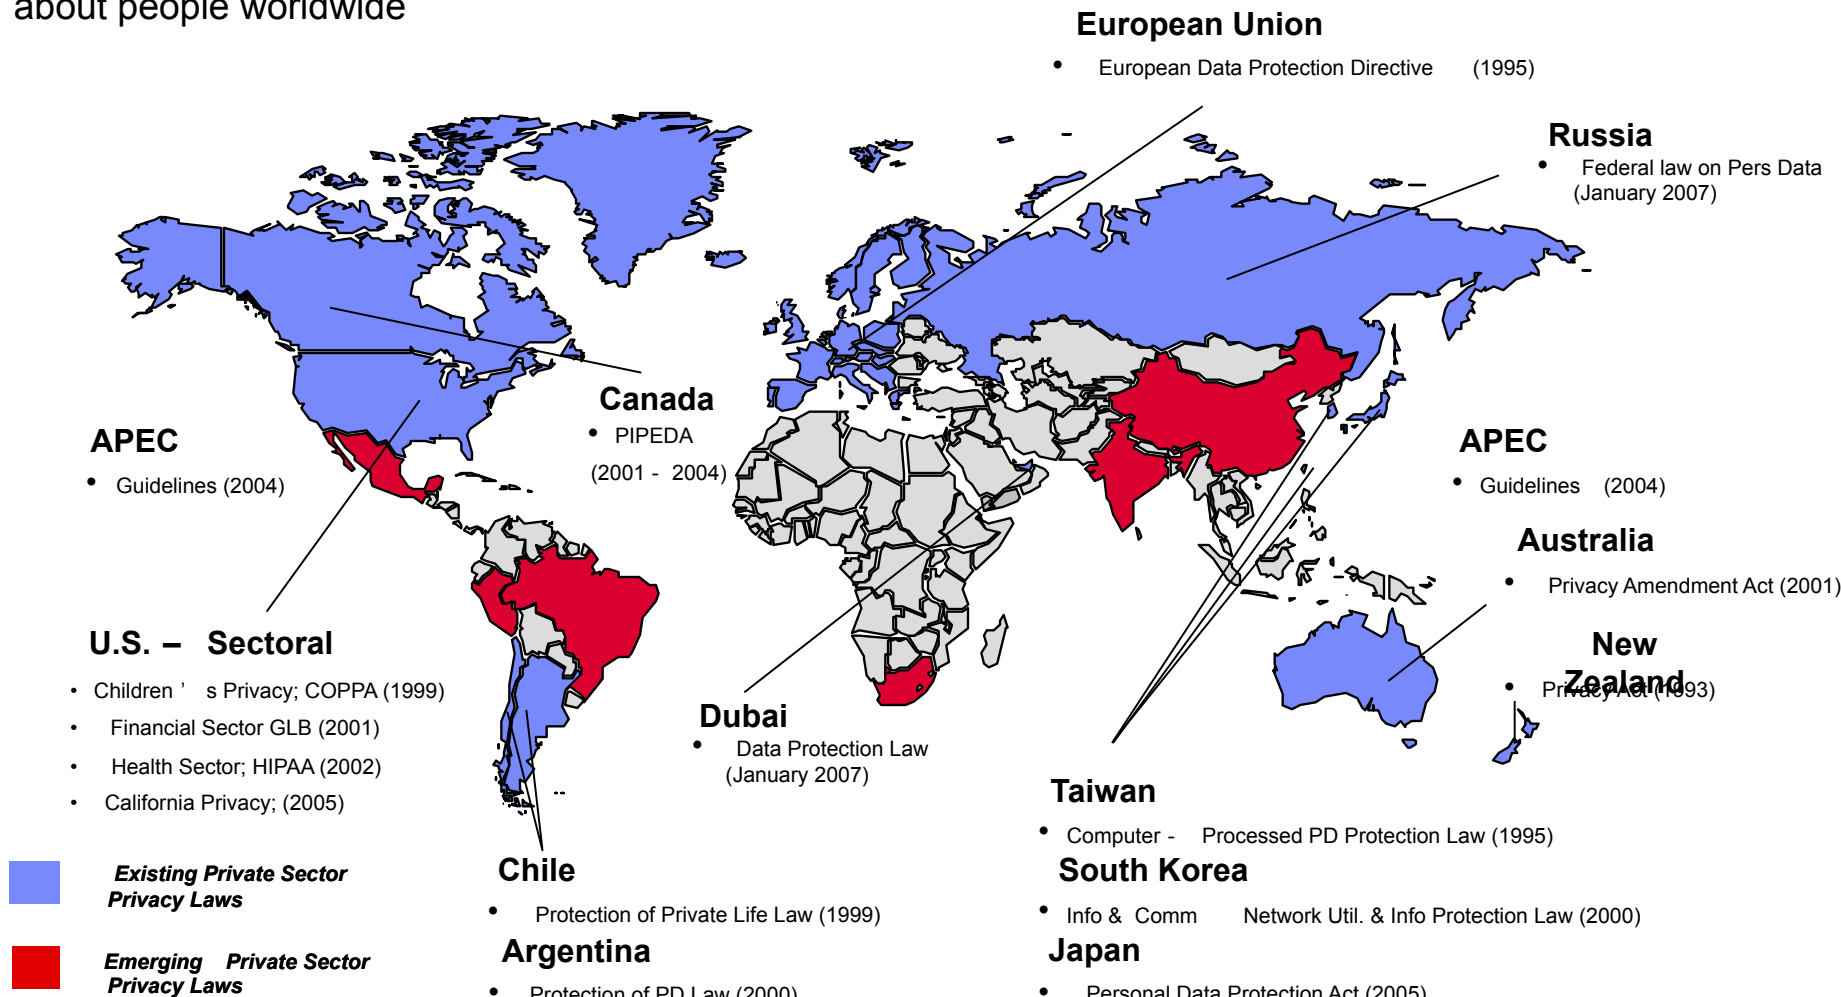 about people worldwide
European Union
• European Data Protection Directive (1995)
Russia
• Federal law on Pers Data
(January 2007)
Canada
• PIPEDA
(2001 - 2004)
APEC
• Guidelines (2004)
APEC
• Guidelines (2004)
Australia
• Privacy Amendment Act (2001)
New
Zealand
• Privacy Act (1993)
U.S. – Sectoral
• Children ' s Privacy; COPPA (1999)
• Financial Sector GLB (2001)
• Health Sector; HIPAA (2002)
• California Privacy; (2005)
Dubai
• Data Protection Law
(January 2007)
Taiwan
• Computer - Processed PD Protection Law (1995)
South Korea
• Info & Comm Network Util. & Info Protection Law (2000)
Japan
• Personal Data Protection Act (2005)
Chile
• Protection of Private Life Law (1999)
Argentina
• Protection of PD Law (2000)
Existing Private Sector
Privacy Laws
Emerging Private Sector
Privacy Laws